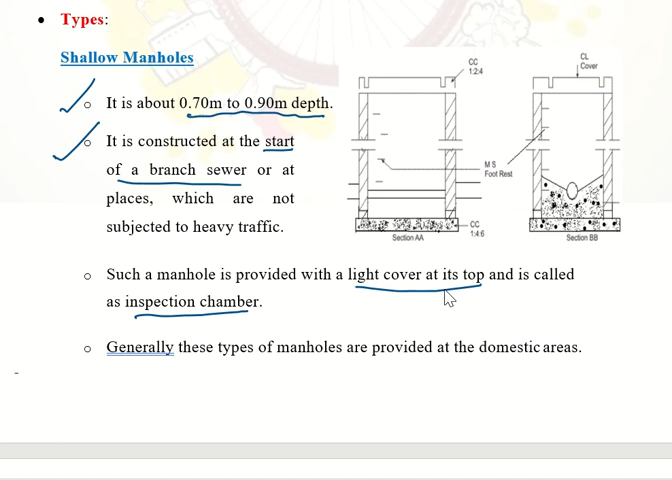 • Types:
Shallow Manholes
o It is about 0.70m to 0.90m depth.
o It is constructed at the start
of a branch sewer or at
places, which are not
subjected to heavy traffic.
CC
1:2:4
M S
Foot Rest
CC
1:4:6
Section AA
CL
Cover
Section BB
o Such a manhole is provided with a light cover at its top and is called
as inspection chamber.
o Generally these types of manholes are provided at the domestic areas.